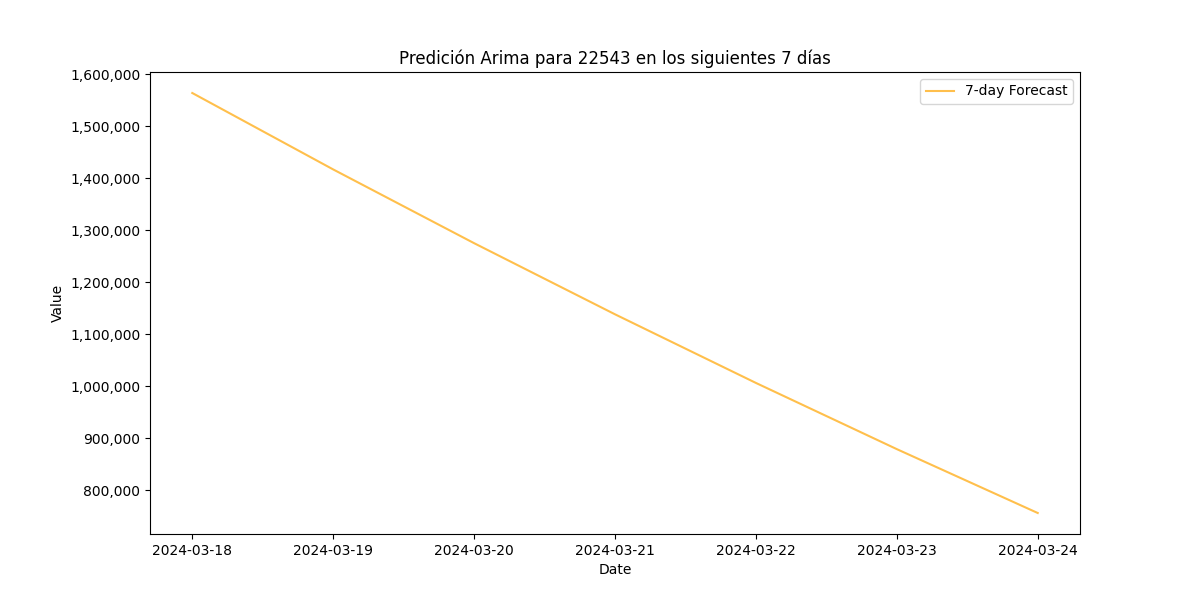 Predición Arima para 22543 en los siguientes 7 días
7-day Forecast
Value
1,600,000
1,500,000
1,400,000
1,300,000
1,200,000
1,100,000
1,000,000
900,000
800,000
2024-03-18 2024-03-19 2024-03-20 2024-03-21 2024-03-22 2024-03-23 2024-03-24
Date